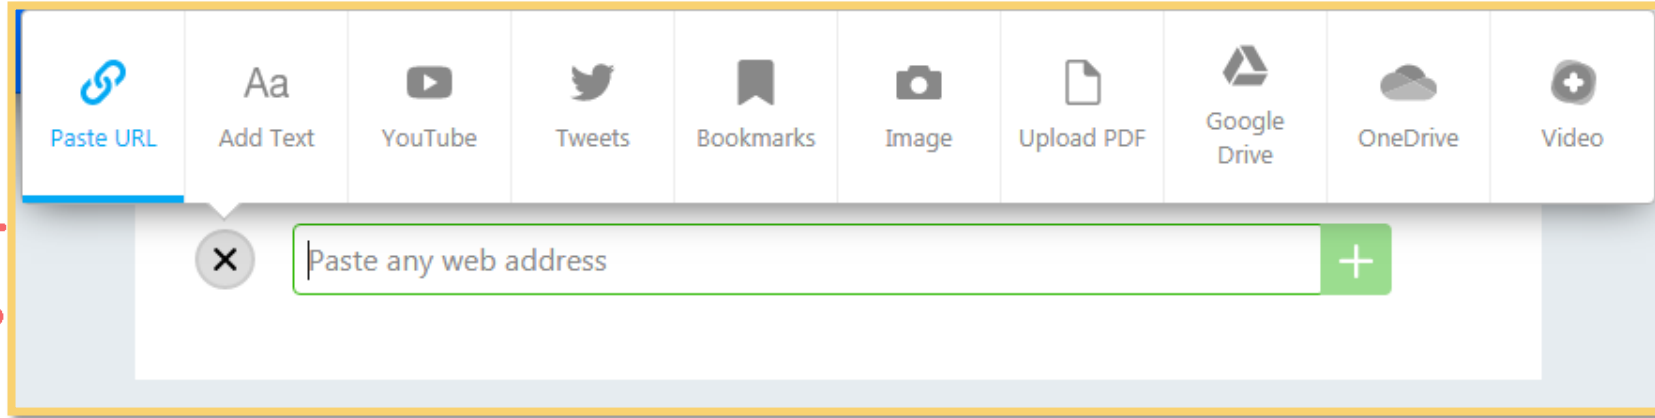 Paste URL
Aa
Add Text
YouTube
Tweets
Bookmarks
Image
Upload PDF
Google
Drive
OneDrive
Video
Paste any web address